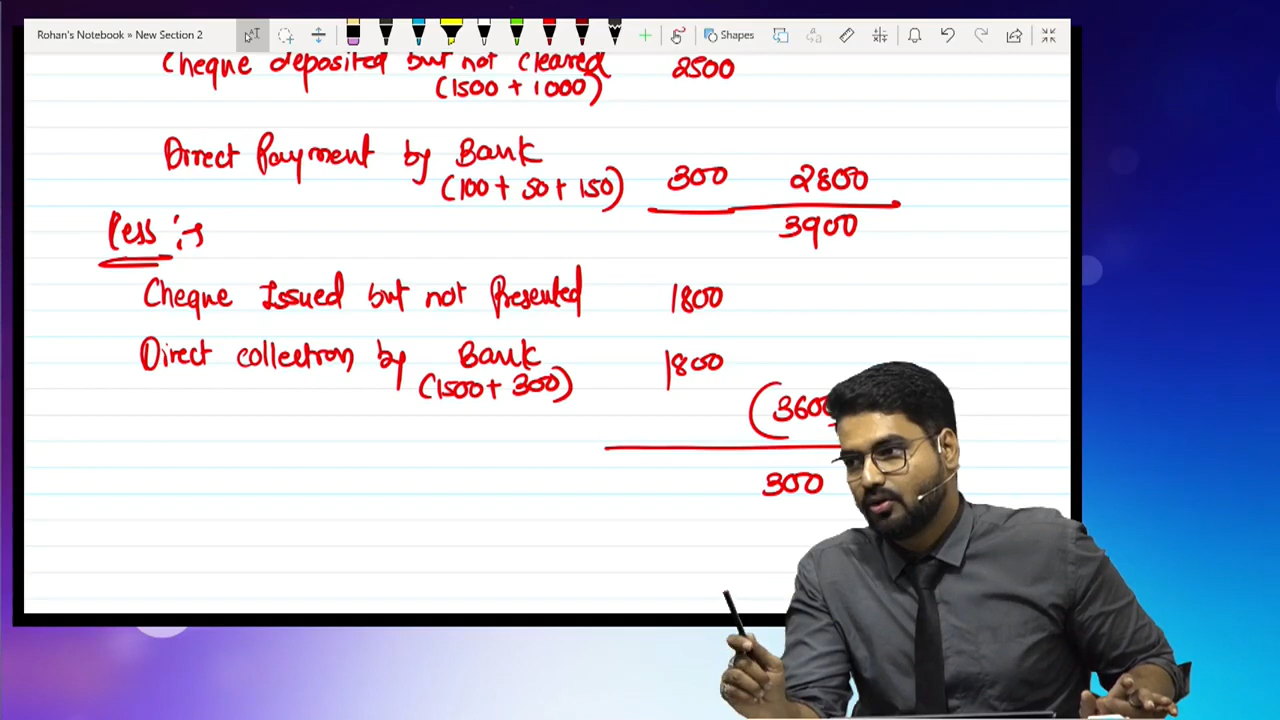 Rohan's Notebook » New Section 2
Shapes
Cheque deposited but not cleared 2500
(1500 + 1000)
Direct Payment by Bank
(100 + 50 + 150) 300 2800
Less :-
3900
Cheque Issued but not Presented 1800
Direct collection by Bank 1800
(1500 + 300)
(3600
300